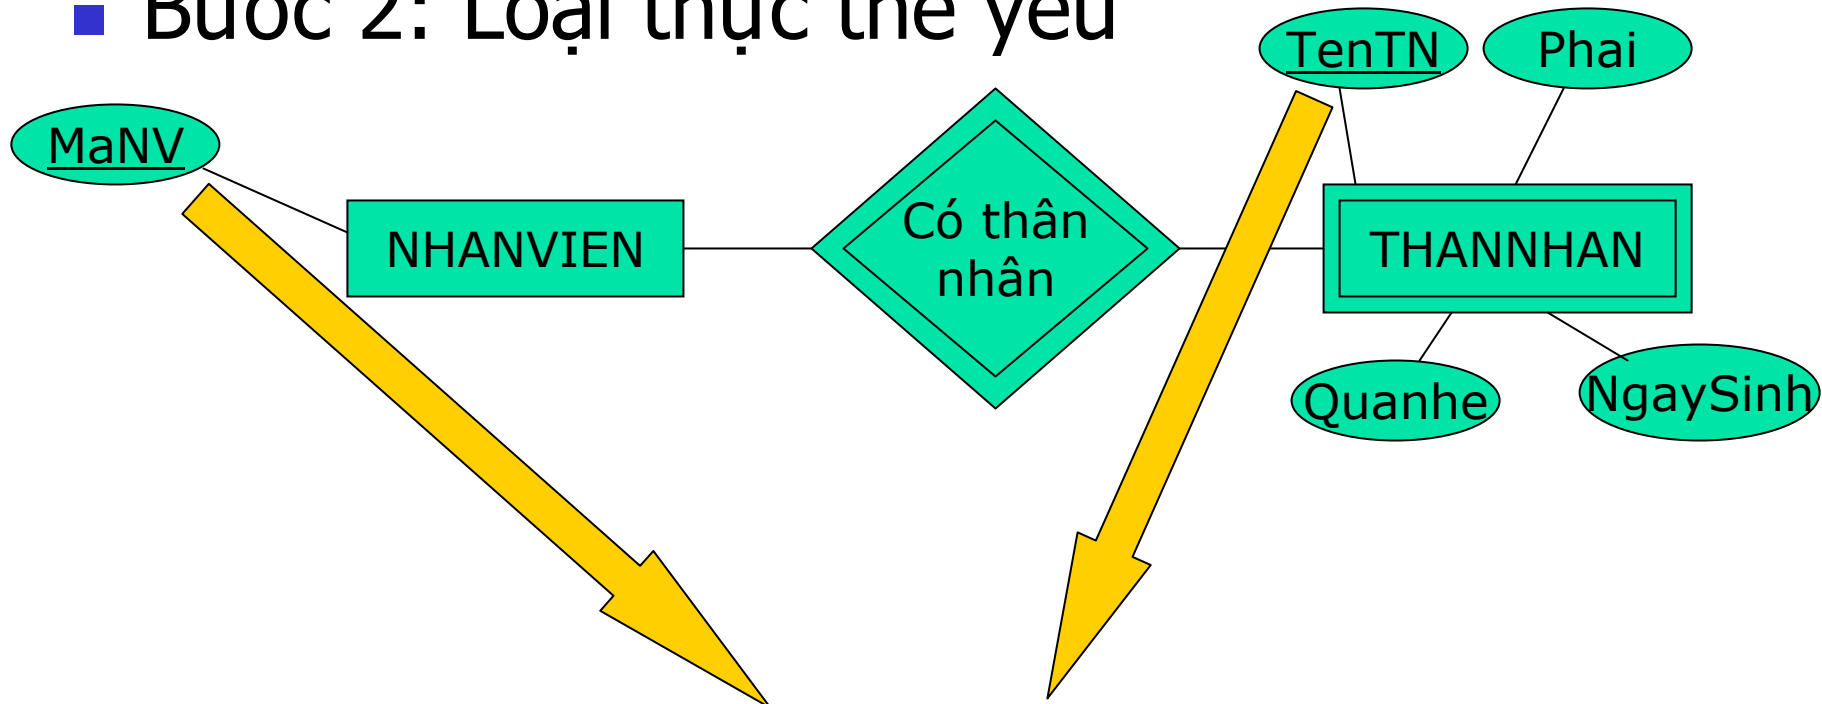 Bước 2: Loại thực thể yếu
TenTN
Phai
MaNV
NHANVIEN
Có thân
nhân
THANNHAN
Quanhe
NgaySinh